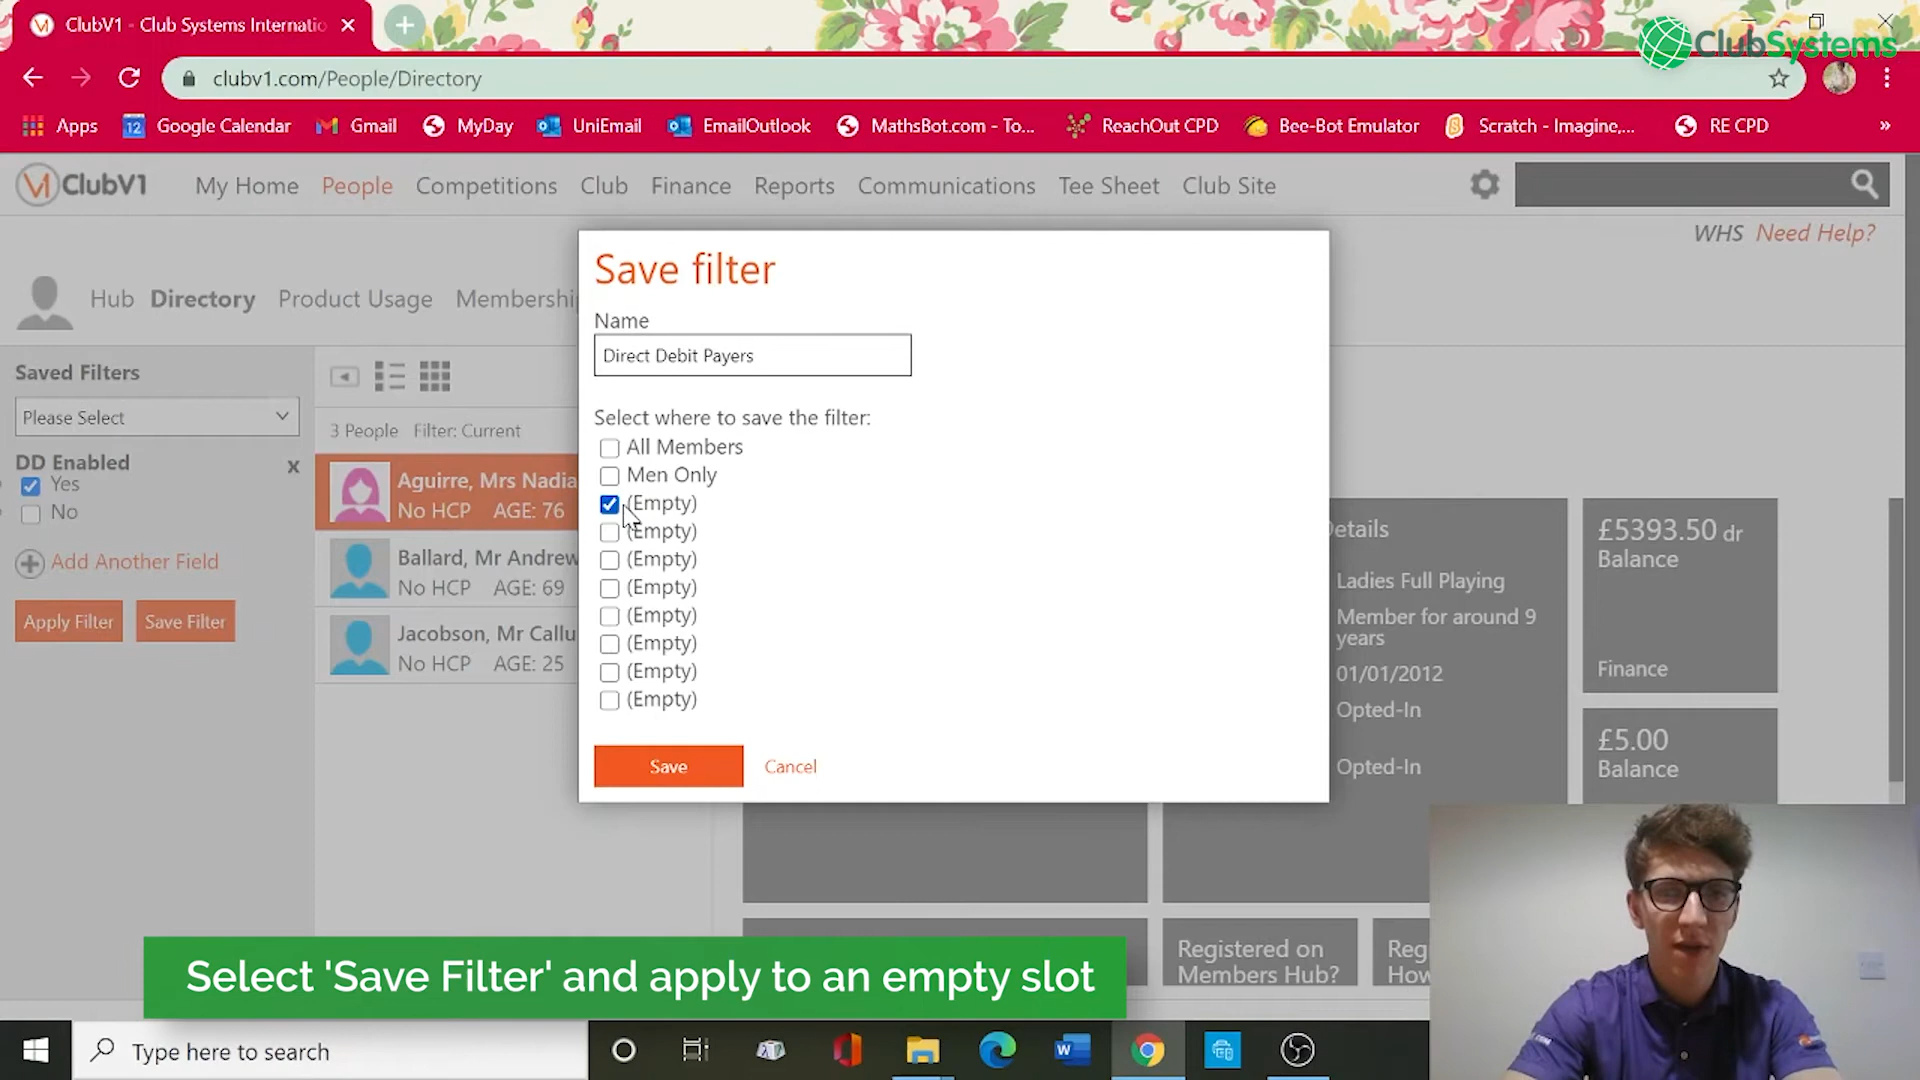 ClubV1 - Club Systems Internatio
ClubSystems
clubv1.com/People/Directory
Apps
12
Google Calendar
Gmail
MyDay
UniEmail
EmailOutlook
MathsBot.com - To...
ReachOut CPD
Bee-Bot Emulator
Scratch - Imagine,...
RE CPD
»
ClubV1
My Home
People
Competitions
Club
Finance
Reports
Communications
Tee Sheet
Club Site
WHS Need Help?
Hub
Directory
Product Usage
Saved Filters
Please Select
DD Enabled
x
Yes
No
Add Another Field
Apply Filter
Save Filter
3 People Filter: Current
Aguirre, Mrs Nadia
No HCP AGE: 76
Ballard, Mr Andrew
No HCP AGE: 69
Jacobson, Mr Callu
No HCP AGE: 25
Save filter
Name
Direct Debit Payers
Select where to save the filter:
All Members
Men Only
(Empty)
(Empty)
(Empty)
(Empty)
(Empty)
(Empty)
(Empty)
(Empty)
Save
Cancel
Details
Ladies Full Playing
Member for around 9
years
01/01/2012
Opted-In
Opted-In
£5393.50 dr
Balance
Finance
£5.00
Balance
Registered on
Members Hub?
Select 'Save Filter' and apply to an empty slot
Type here to search